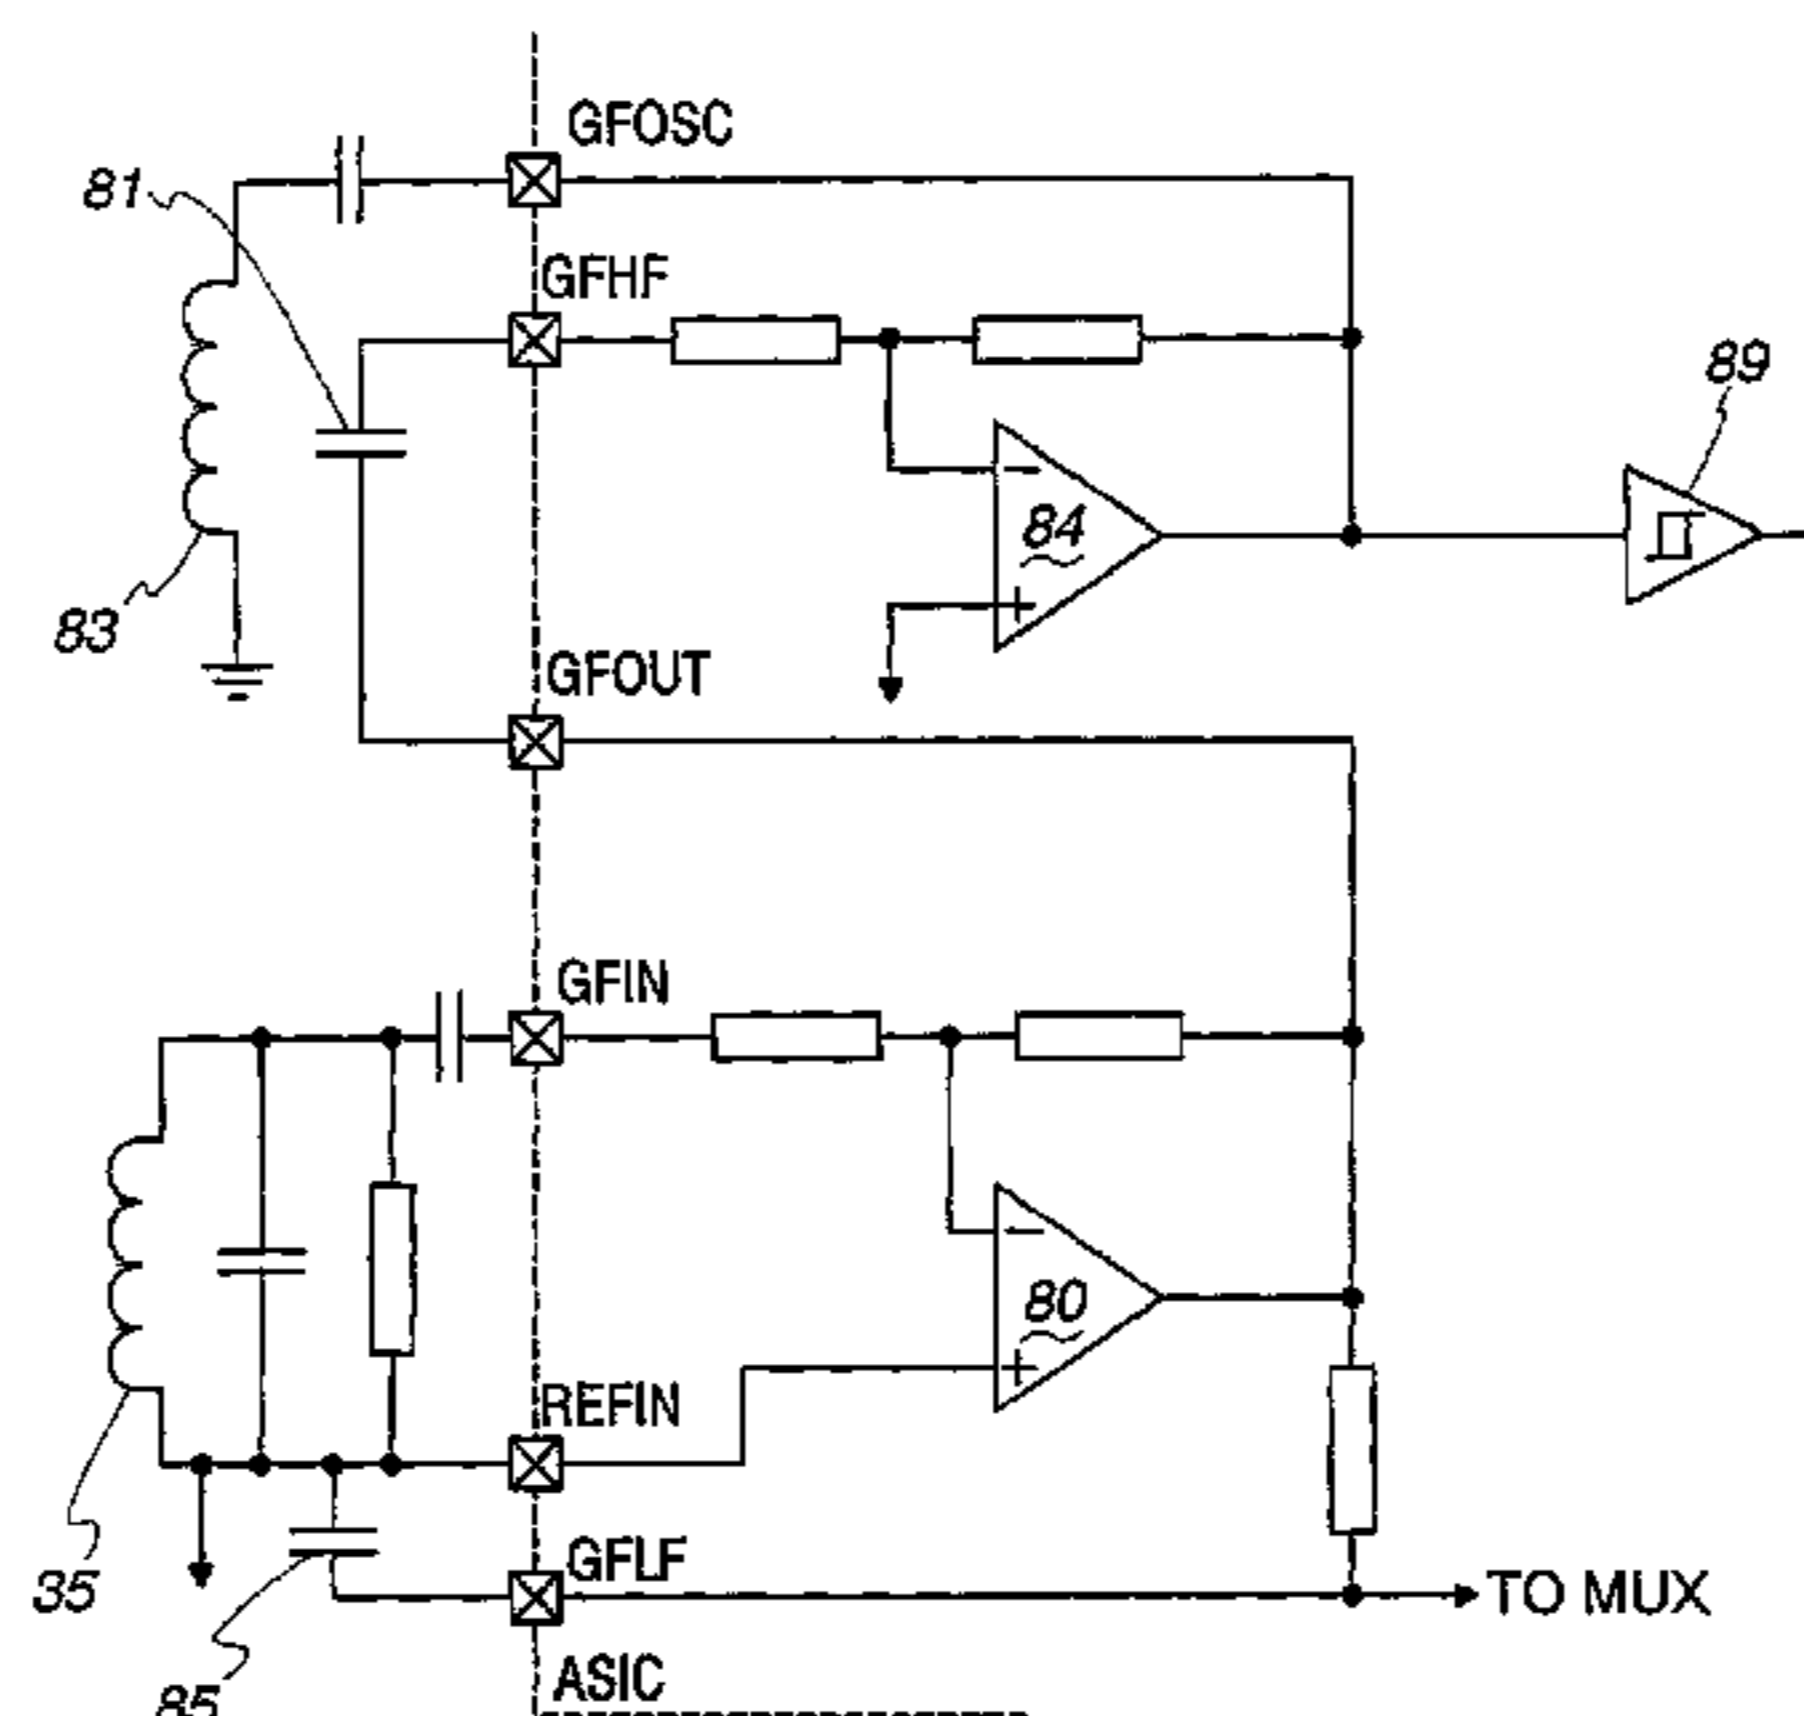 GFOSC
81
GFHF
89
84
83
GFOUT
GFIN
80
REFIN
GFLF
35
TO MUX
ASIC
85